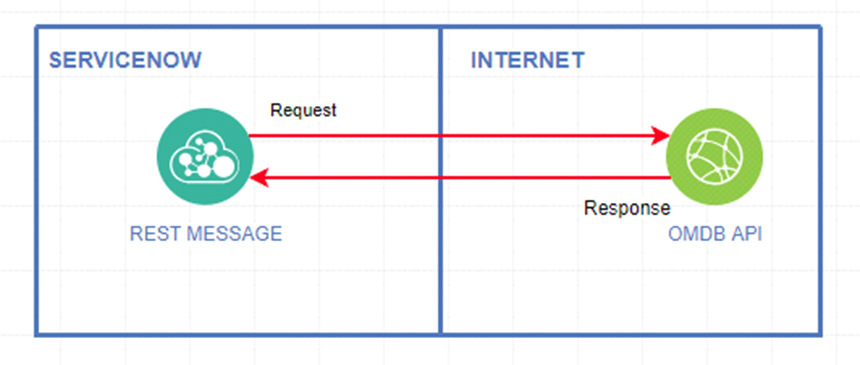 SERVICENOW
INTERNET
Request
Response
REST MESSAGE
OMDB API